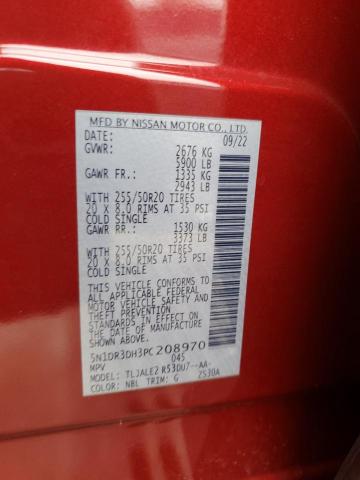 MFD BY NISSAN MOTOR CO., LTD.
DATE: 09/22
GVWR: 2676 KG
5900 LB
GAWR FR.: 1335 KG
2943 LB
WITH 255/50R20 TIRES
20 X 8.0 RIMS AT 35 PSI
COLD SINGLE
GAWR RR.: 1530 KG
3373 LB
WITH 255/50R20 TIRES
20 X 8.0 RIMS AT 35 PSI
COLD SINGLE
THIS VEHICLE CONFORMS TO ALL
APPLICABLE FEDERAL MOTOR VEHICLE
SAFETY, BUMPER, AND
THEFT PREVENTION
STANDARDS IN EFFECT ON THE
DATE OF MANUFACTURE SHOWN
ABOVE.
5N1DR3DH3PC208970
045
MPV
MODEL: TLJALE2 R53DU7--AA-
COLOR: NBL TRIM: G 2530A